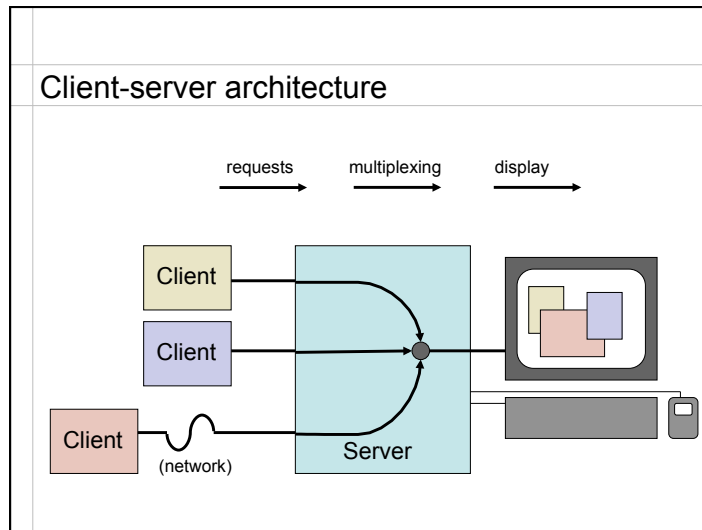 Client-server architecture
requests multiplexing display
Client
Client
Client
(network)
Server